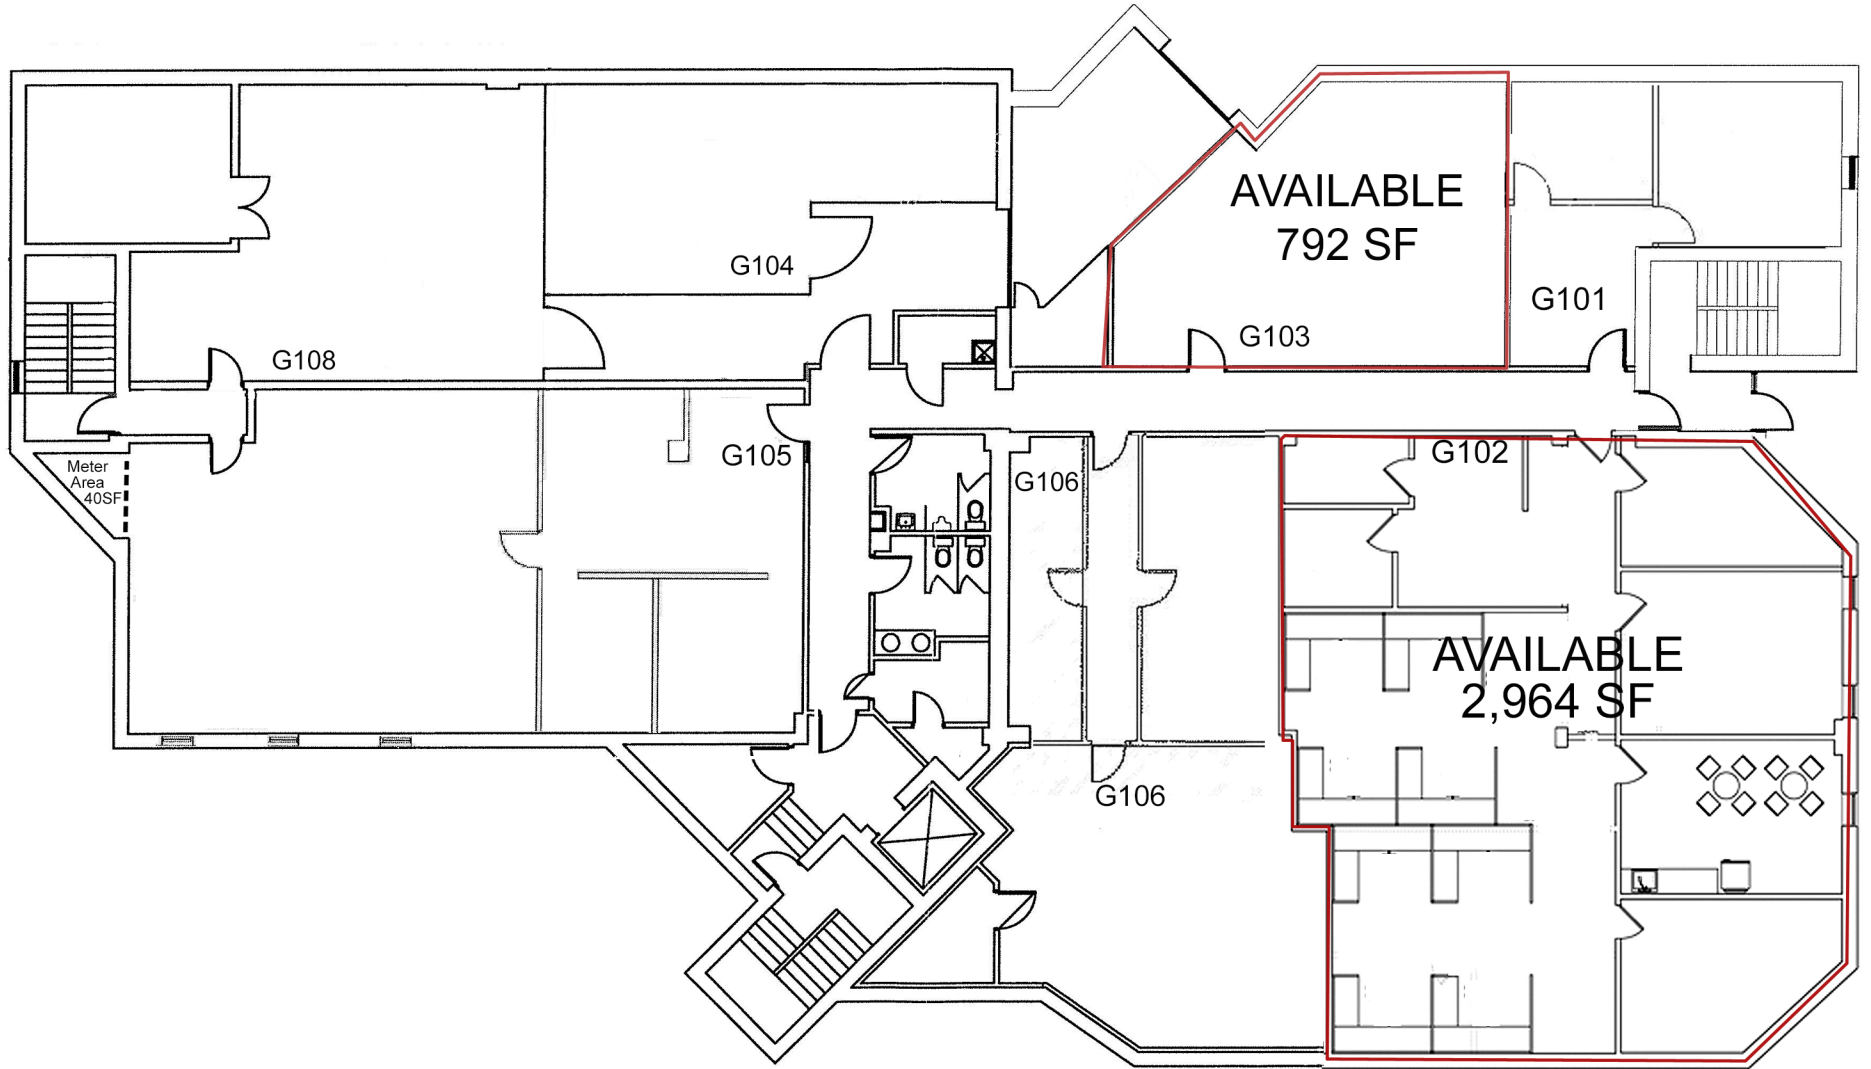 AVAILABLE
792 SF
G104
G101
G103
G108
G105
G102
Meter
Area
40SF
G106
AVAILABLE
2,964 SF
G106